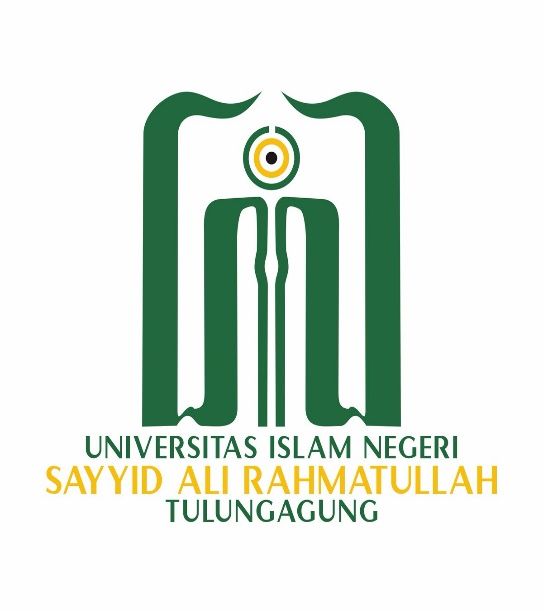 UNIVERSITAS ISLAM NEGERI
SAYYID ALI RAHMATULLAH
TULUNGAGUNG